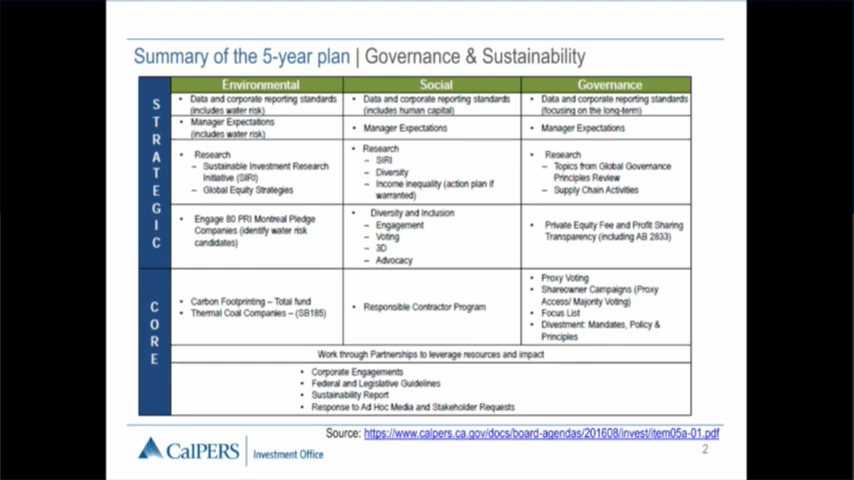 Summary of the 5-year plan | Governance & Sustainability
Environmental
Social
Governance
STRATEGIC
• Data and corporate reporting standards
(includes water risk)
• Data and corporate reporting standards
(includes human capital)
• Data and corporate reporting standards
(focusing on the long-term)
• Manager Expectations
(includes water risk)
• Manager Expectations
• Manager Expectations
• Research
– Sustainable Investment Research
Initiative (SIRI)
– Global Equity Strategies
• Research
– SIRI
– Diversity
– Income inequality (action plan if
warranted)
• Research
– Topics from Global Governance
Principles Review
– Supply Chain Activities
• Engage 80 PRI Montreal Pledge
Companies (identify water risk
candidates)
• Diversity and Inclusion
– Engagement
– Voting
– 3D
– Advocacy
• Private Equity Fee and Profit Sharing
Transparency (including AB 2833)
CORE
• Carbon Footprinting – Total fund
• Thermal Coal Companies – (SB185)
• Responsible Contractor Program
• Proxy Voting
• Shareowner Campaigns (Proxy
Access/ Majority Voting)
• Focus List
• Divestment: Mandates, Policy &
Principles
Work through Partnerships to leverage resources and impact
• Corporate Engagements
• Federal and Legislative Guidelines
• Sustainability Report
• Response to Ad Hoc Media and Stakeholder Requests
Source: https://www.calpers.ca.gov/docs/board-agendas/201608/invest/item05a-01.pdf
CalPERS
Investment Office
2